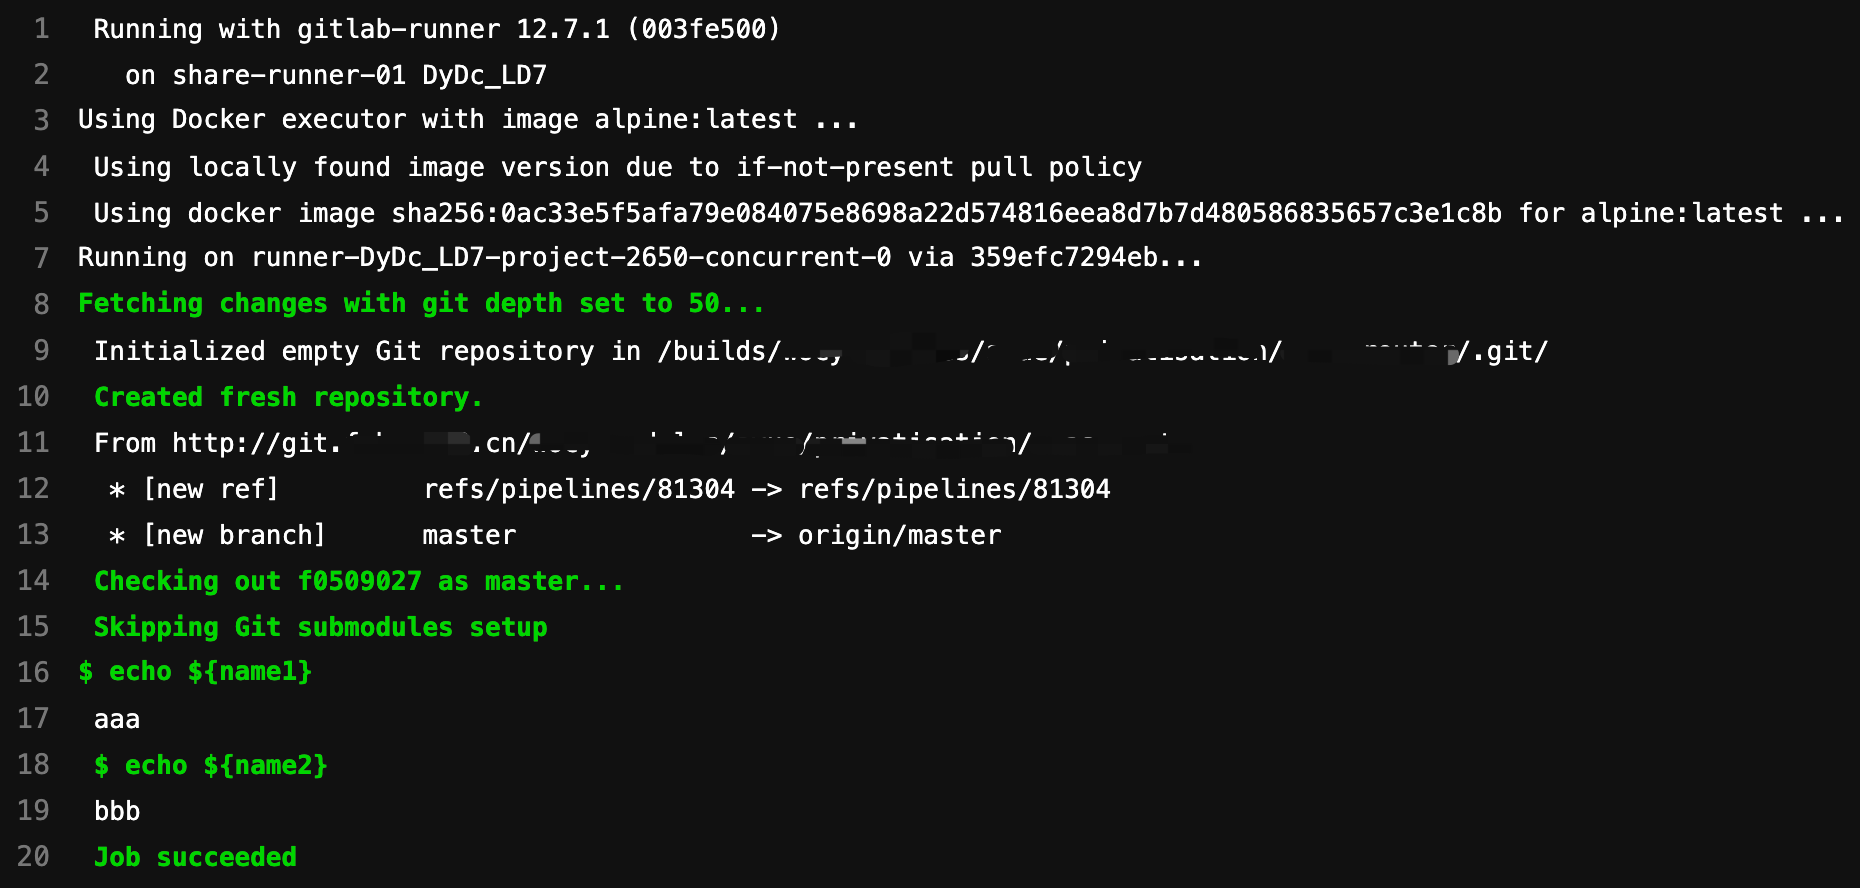 1 Running with gitlab-runner 12.7.1 (003fe500)
2 on share-runner-01 DyDc_LD7
3 Using Docker executor with image alpine:latest ...
4 Using locally found image version due to if-not-present pull policy
5 Using docker image sha256:0ac33e5f5afa79e084075e8698a22d574816eea8d7b7d480586835657c3e1c8b for alpine:latest ...
7 Running on runner-DyDc_LD7-project-2650-concurrent-0 via 359efc7294eb...
8 Fetching changes with git depth set to 50...
9 Initialized empty Git repository in /builds/ / / / /.git/
10 Created fresh repository.
11 From http://git. .cn/ / / /
12 * [new ref] refs/pipelines/81304 -> refs/pipelines/81304
13 * [new branch] master -> origin/master
14 Checking out f0509027 as master...
15 Skipping Git submodules setup
16 $ echo ${name1}
17 aaa
18 $ echo ${name2}
19 bbb
20 Job succeeded